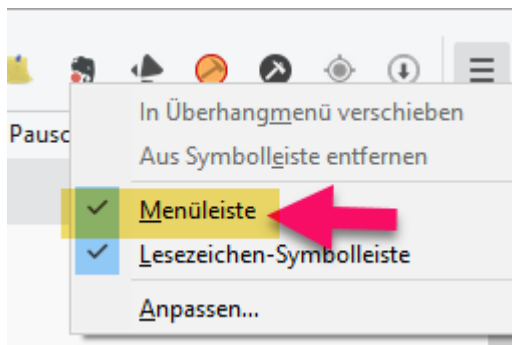 In Überhangmenü verschieben
Pausc
Aus Symbolleiste entfernen
Menüleiste
Lesezeichen-Symbolleiste
Anpassen...